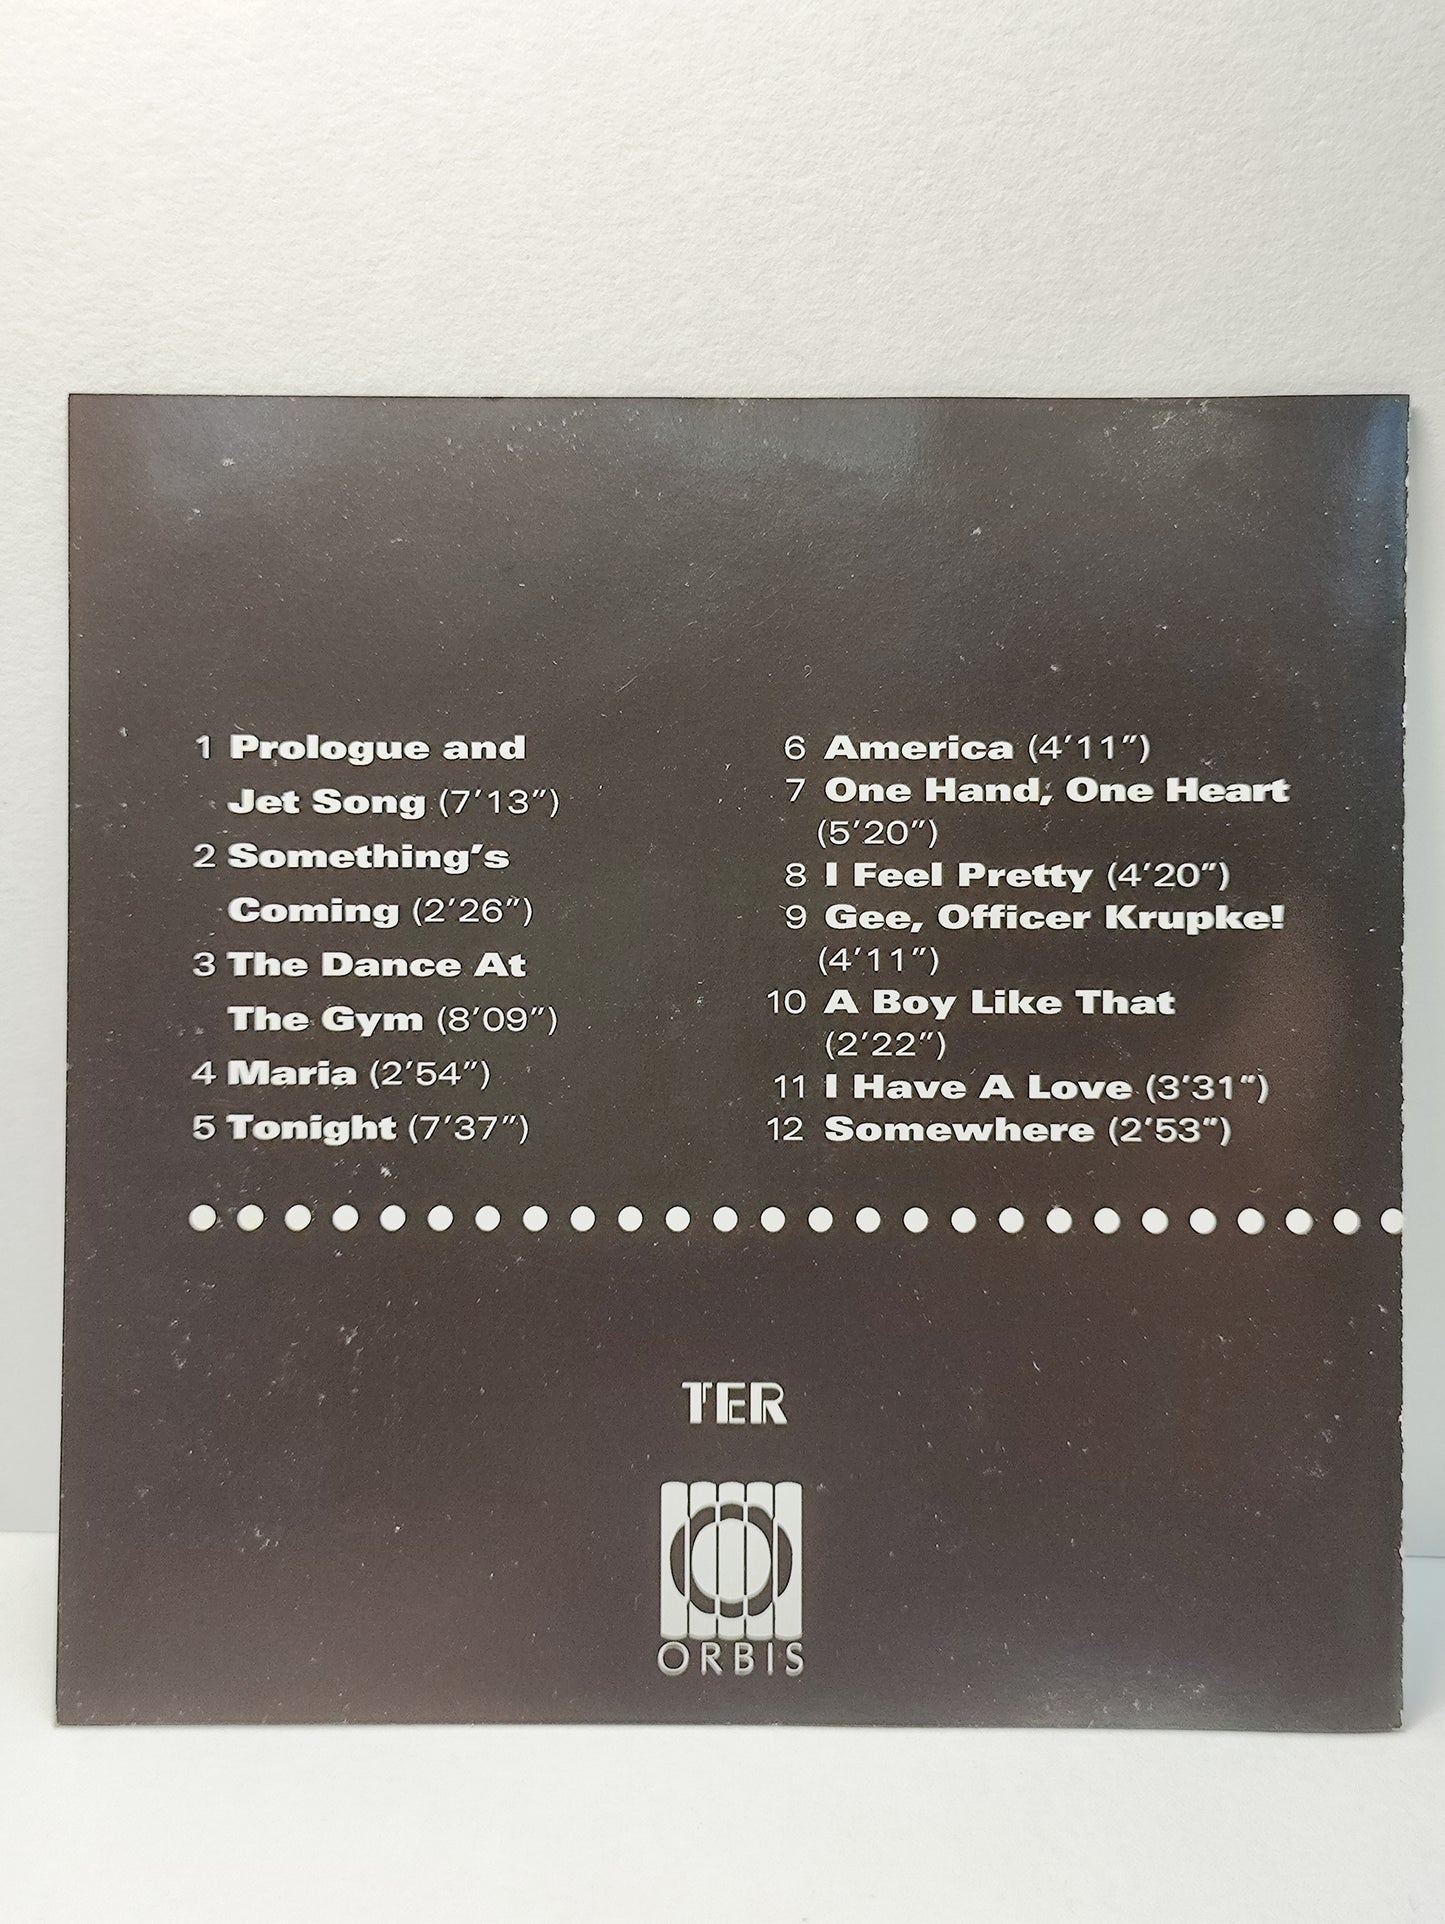 1 Prologue and
Jet Song (7’13”)
2 Something’s
Coming (2’26”)
3 The Dance At
The Gym (8’09”)
4 Maria (2’54”)
5 Tonight (7’37”)
6 America (4’11”)
7 One Hand, One Heart
(5’20”)
8 I Feel Pretty (4’20”)
9 Gee, Officer Krupke!
(4’11”)
10 A Boy Like That
(2’22”)
11 I Have A Love (3’31”)
12 Somewhere (2’53”)
TER
ORBIS